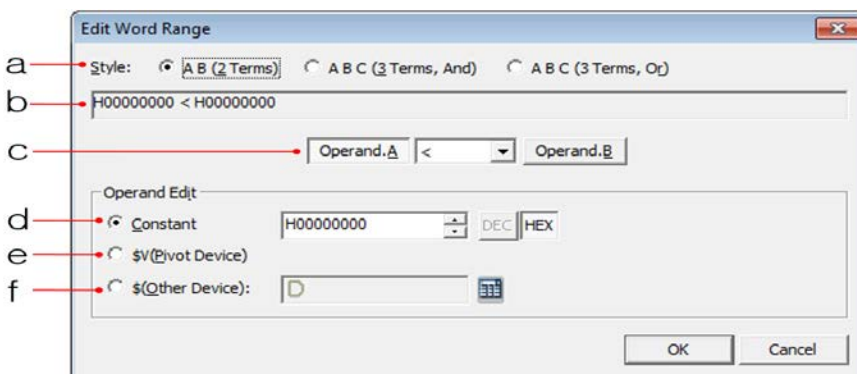 Edit Word Range
a Style: A B (2 Terms) A B C (3 Terms, And) A B C (3 Terms, Or)
b H00000000 < H00000000
c Operand.A < Operand.B
Operand Edit
d Constant H00000000 DEC HEX
e $V(Pivot Device)
f $(Other Device): D
OK Cancel